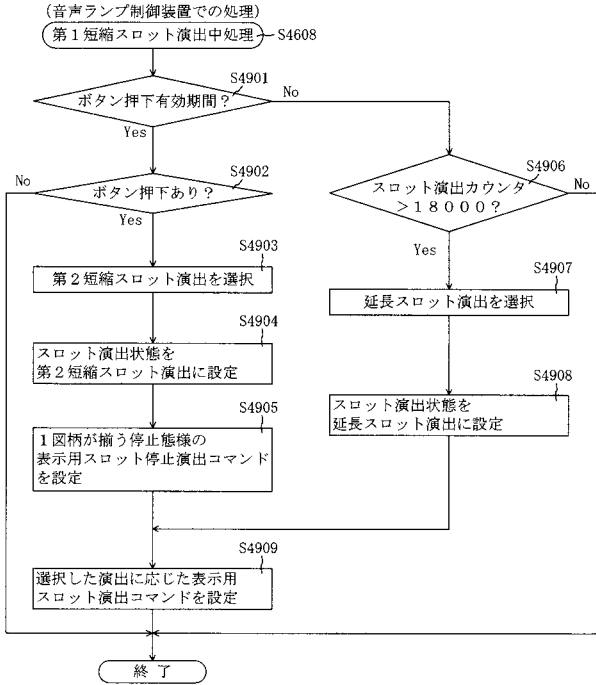 (音声ランプ制御装置での処理)
第1短縮スロット演出中処理
S4608
S4901
ボタン押下有効期間?
No
Yes
S4902
No
ボタン押下あり?
Yes
S4903
第2短縮スロット演出を選択
S4904
スロット演出状態を
第2短縮スロット演出に設定
S4905
1図柄が揃う停止態様の
表示用スロット停止演出コマンド
を設定
S4906
スロット演出カウンタ
>18000?
No
Yes
S4907
延長スロット演出を選択
S4908
スロット演出状態を
延長スロット演出に設定
S4909
選択した演出に応じた表示用
スロット演出コマンドを設定
終了